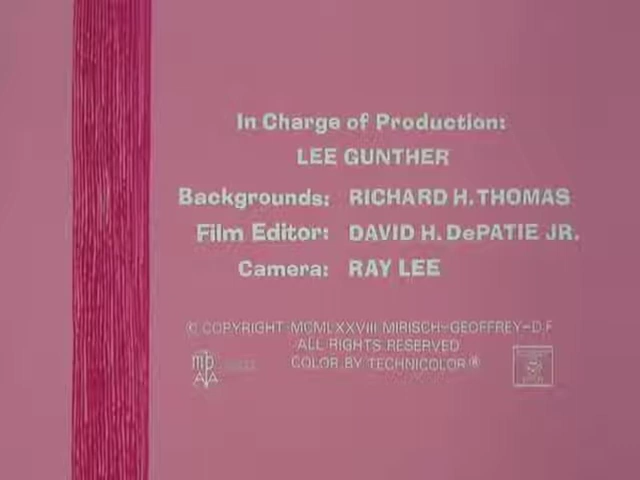 In Charge of Production:
LEE GUNTHER
Backgrounds: RICHARD H. THOMAS
Film Editor: DAVID H. DePATIE JR.
Camera: RAY LEE
© COPYRIGHT MCMLXXVIII MIRISCH-GEOFFREY-D.F
ALL RIGHTS RESERVED
COLOR BY TECHNICOLOR®